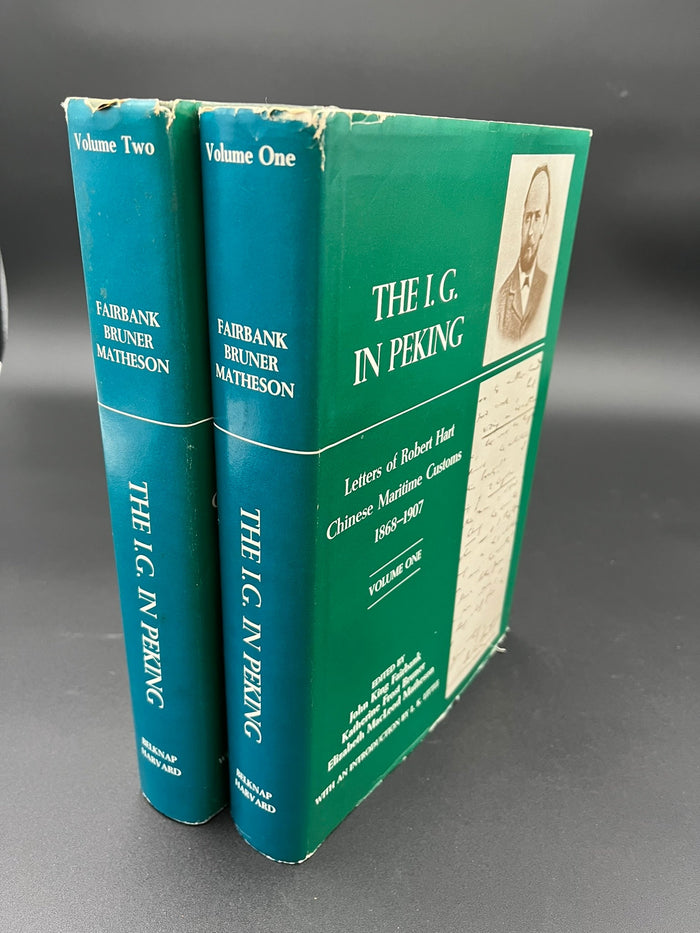 Volume Two
FAIRBANK
BRUNER
MATHESON
THE I.G. IN PEKING
BELKNAP
HARVARD
Volume One
FAIRBANK
BRUNER
MATHESON
THE I.G. IN PEKING
BELKNAP
HARVARD
THE I.G.
IN PEKING
Letters of Robert Hart
Chinese Maritime Customs
1868–1907
VOLUME ONE
EDITED BY
John King Fairbank
Katherine Frost Bruner
Elizabeth MacLeod Matheson
WITH AN INTRODUCTION BY L. K. LITTLE